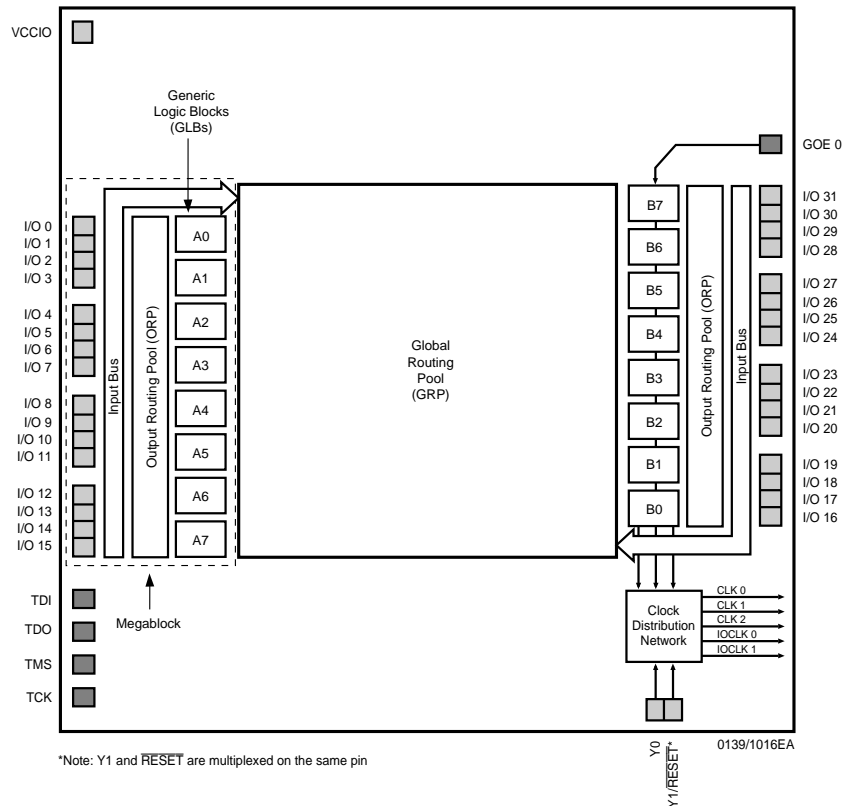 VCCIO
Generic
Logic Blocks
(GLBs)
GOE 0
I/O 0
I/O 1
I/O 2
I/O 3
I/O 4
I/O 5
I/O 6
I/O 7
I/O 8
I/O 9
I/O 10
I/O 11
I/O 12
I/O 13
I/O 14
I/O 15
Input Bus
Output Routing Pool (ORP)
A0
A1
A2
A3
A4
A5
A6
A7
Global
Routing
Pool
(GRP)
B7
B6
B5
B4
B3
B2
B1
B0
Output Routing Pool (ORP)
Input Bus
I/O 31
I/O 30
I/O 29
I/O 28
I/O 27
I/O 26
I/O 25
I/O 24
I/O 23
I/O 22
I/O 21
I/O 20
I/O 19
I/O 18
I/O 17
I/O 16
TDI
TDO
TMS
TCK
Megablock
Clock
Distribution
Network
CLK 0
CLK 1
CLK 2
IOCLK 0
IOCLK 1
Y0
Y1/RESET*
0139/1016EA
*Note: Y1 and RESET are multiplexed on the same pin